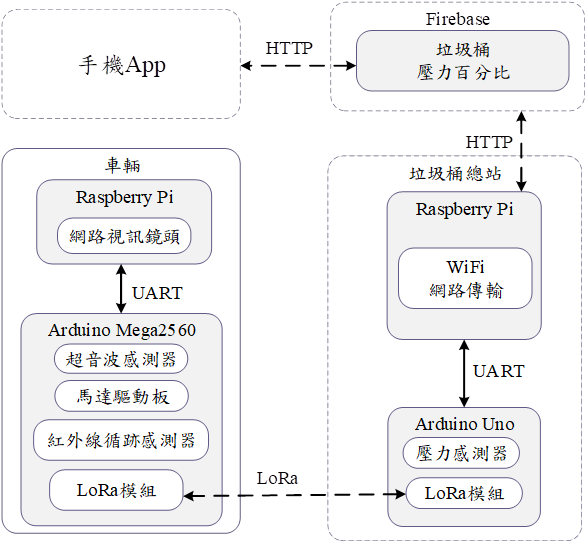 Firebase
手機App
HTTP
垃圾桶
壓力百分比
HTTP
車輛
Raspberry Pi
網路視訊鏡頭
UART
Arduino Mega2560
超音波感測器
馬達驅動板
紅外線循跡感測器
LoRa模組
LoRa
垃圾桶總站
Raspberry Pi
WiFi
網路傳輸
UART
Arduino Uno
壓力感測器
LoRa模組